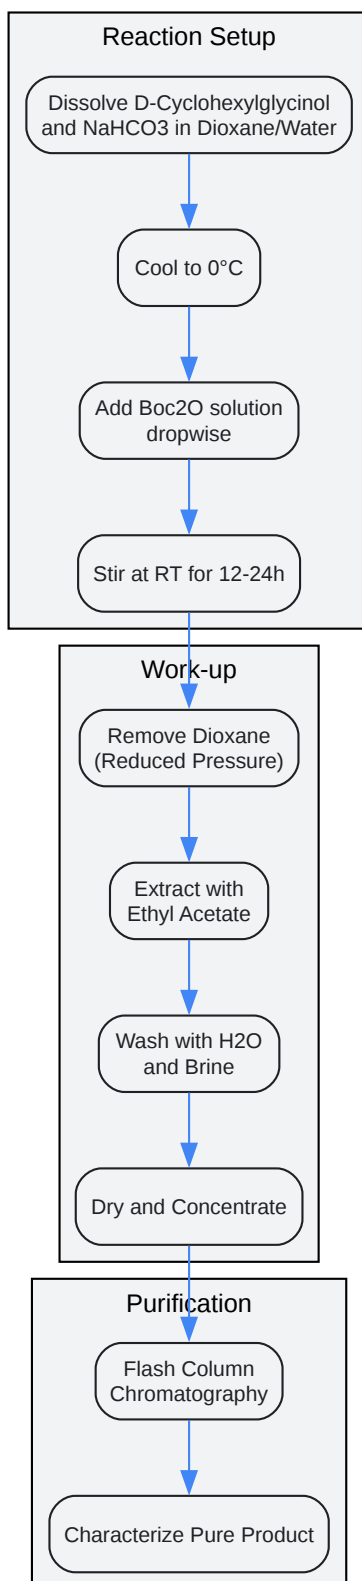 Reaction Setup
Dissolve D-Cyclohexylglycinol
and NaHCO3 in Dioxane/Water
Cool to 0°C
Add Boc2O solution
dropwise
Stir at RT for 12-24h
Work-up
Remove Dioxane
(Reduced Pressure)
Extract with
Ethyl Acetate
Wash with H2O
and Brine
Dry and Concentrate
Purification
Flash Column
Chromatography
Characterize Pure Product